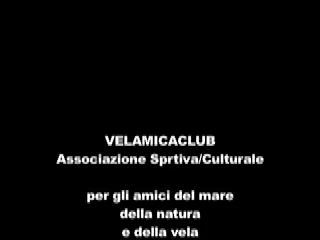 VELAMICACLUB
Associazione Sprtiva/Culturale
per gli amici del mare
della natura
e della vela